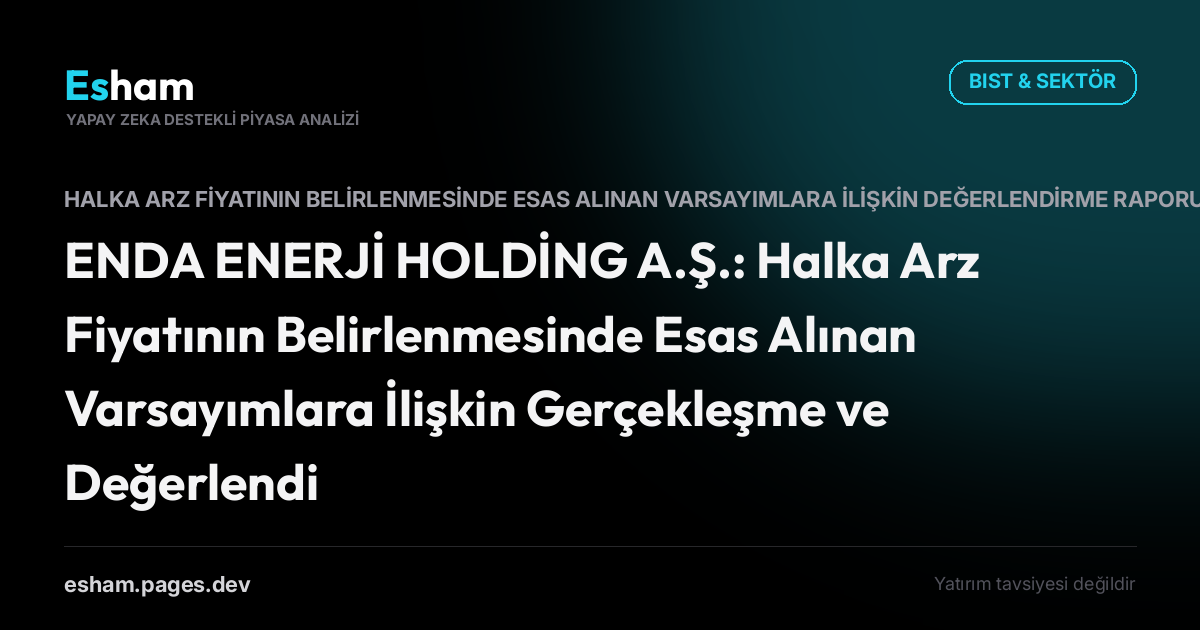 Esham
BIST & SEKTÖR
YAPAY ZEKA DESTEKLİ PİYASA ANALİZİ
HALKA ARZ FİYATININ BELİRLENMESİNDE ESAS ALINAN VARSAYIMLARA İLİŞKİN DEĞERLENDİRME RAPORU
ENDA ENERJİ HOLDİNG A.Ş.: Halka Arz
Fiyatının Belirlenmesinde Esas Alınan
Varsayımlara İlişkin Gerçekleşme ve
Değerlendi
esham.pages.dev
Yatırım tavsiyesi değildir